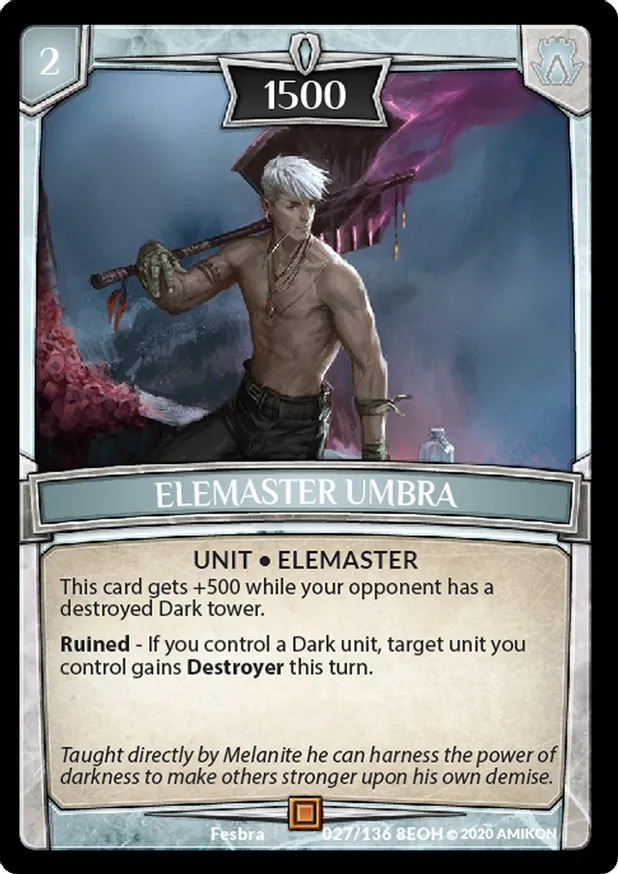 2
1500
ELEMASTER UMBRA
UNIT • ELEMASTER
This card gets +500 while your opponent has a
destroyed Dark tower.
Ruined - If you control a Dark unit, target unit you
control gains Destroyer this turn.
Taught directly by Melanite he can harness the power of
darkness to make others stronger upon his own demise.
Fesbra 027/136 8EOH © 2020 AMIKON